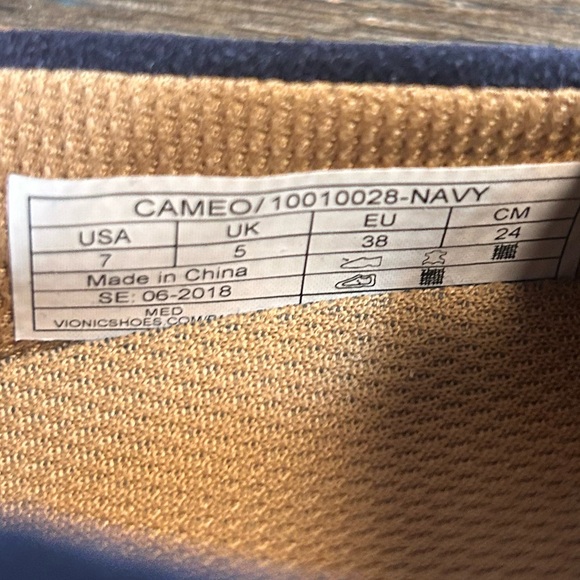 CAMEO/10010028-NAVY
USA UK EU CM
7 5 38 24
Made in China
SE: 06-2018
MED
VIONICSHOES.COM/